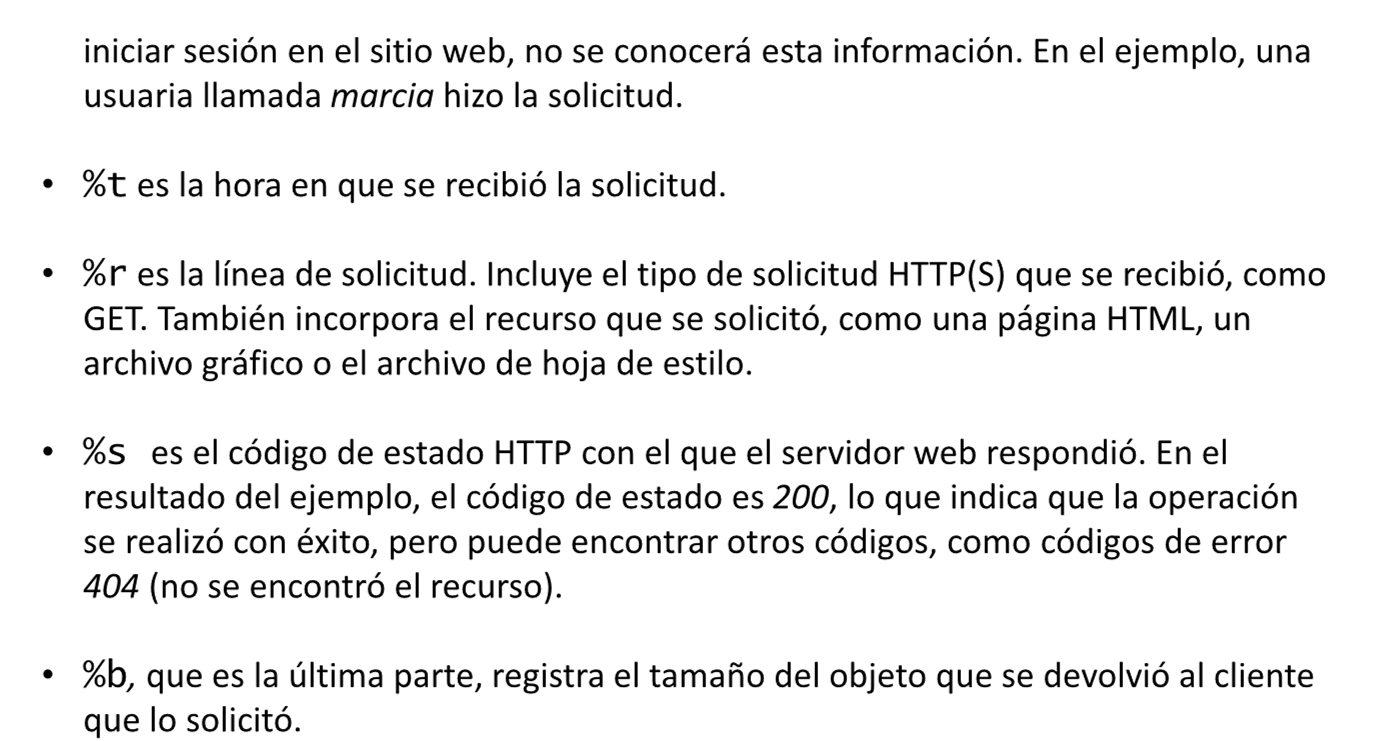 iniciar sesión en el sitio web, no se conocerá esta información. En el ejemplo, una
usuaria llamada marcia hizo la solicitud.
• %t es la hora en que se recibió la solicitud.
• %r es la línea de solicitud. Incluye el tipo de solicitud HTTP(S) que se recibió, como
GET. También incorpora el recurso que se solicitó, como una página HTML, un
archivo gráfico o el archivo de hoja de estilo.
• %s es el código de estado HTTP con el que el servidor web respondió. En el
resultado del ejemplo, el código de estado es 200, lo que indica que la operación
se realizó con éxito, pero puede encontrar otros códigos, como códigos de error
404 (no se encontró el recurso).
• %b, que es la última parte, registra el tamaño del objeto que se devolvió al cliente
que lo solicitó.